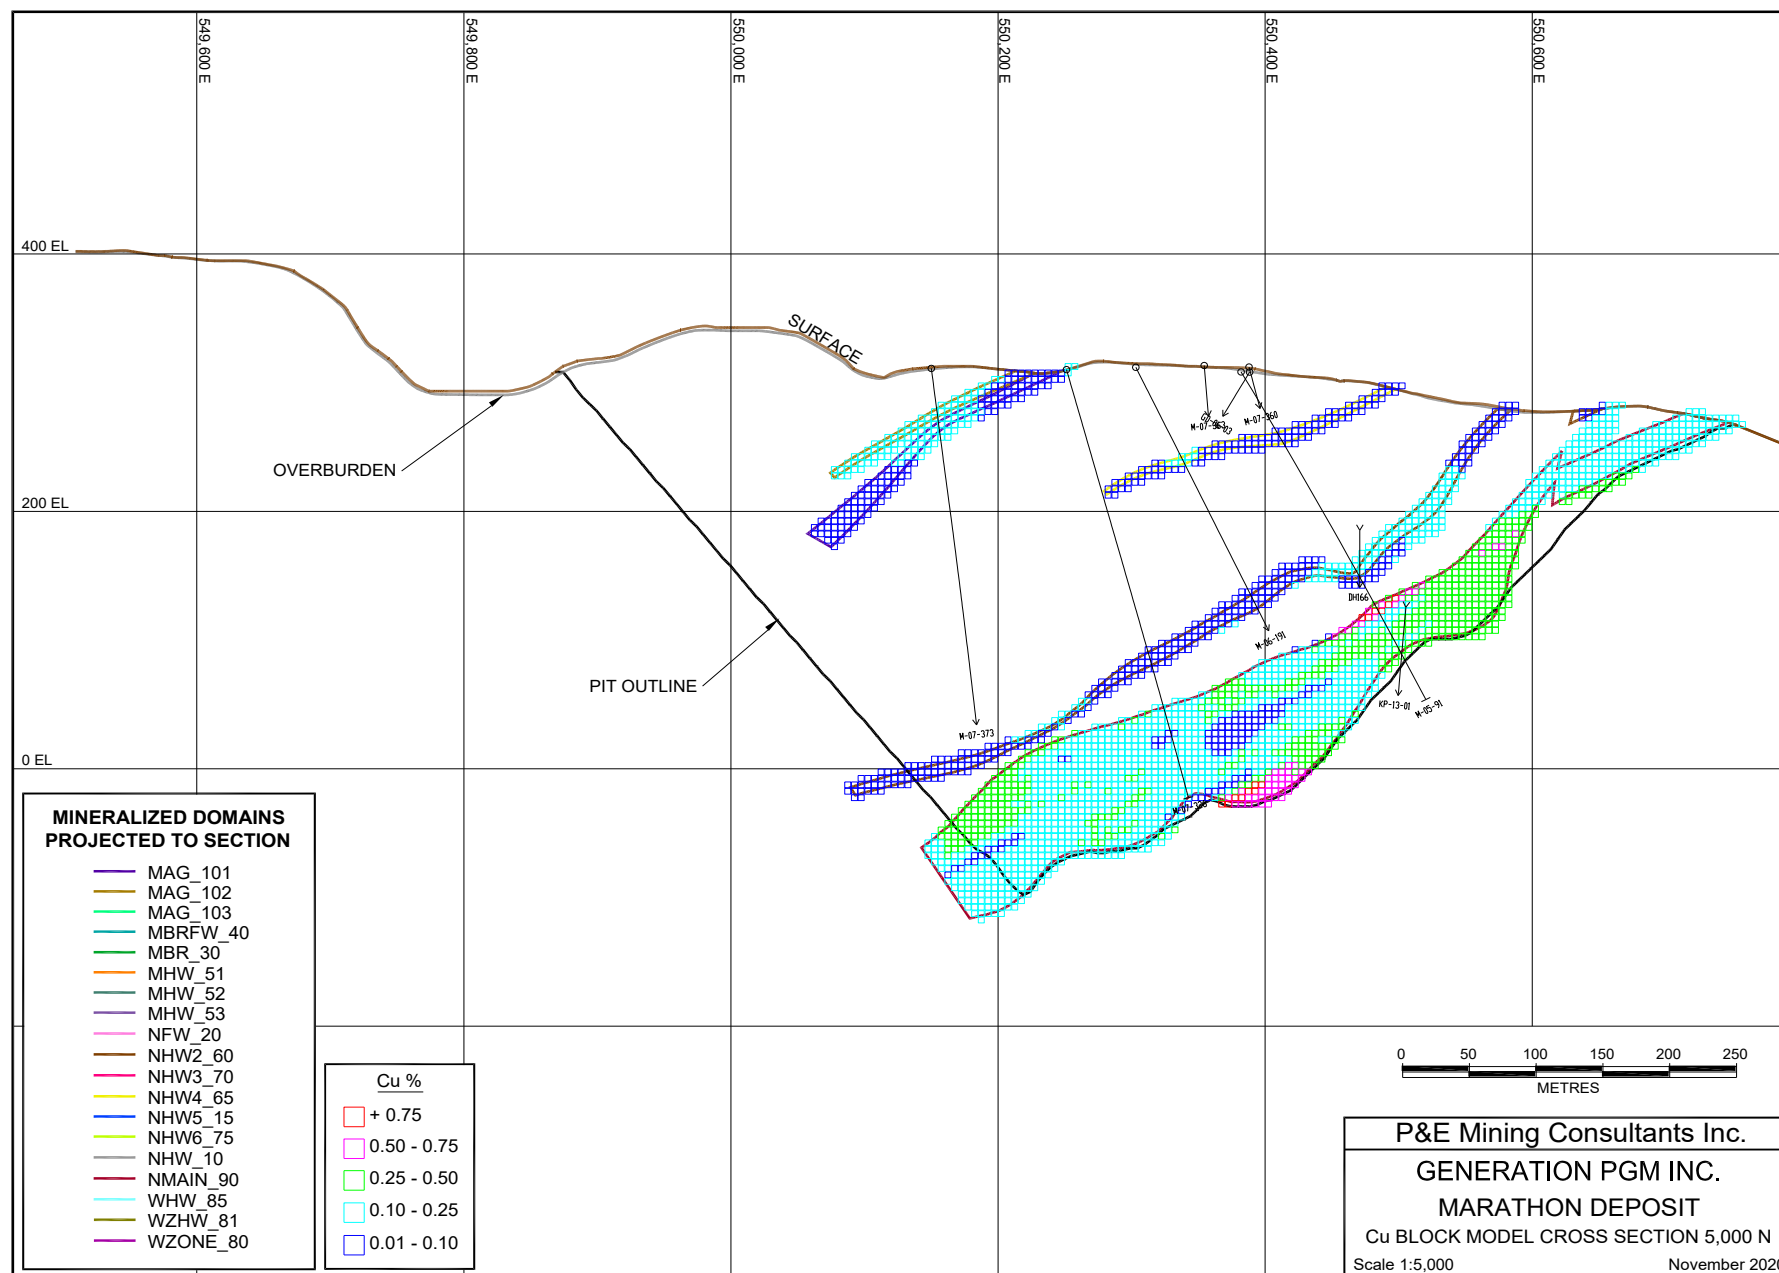 549,600 E
549,800 E
550,000 E
550,200 E
550,400 E
550,600 E
400 EL
200 EL
0 EL
SURFACE
OVERBURDEN
PIT OUTLINE
M-07-360
DH166
M-06-191
KP-13-01
M-05-91
M-07-373
MINERALIZED DOMAINS
PROJECTED TO SECTION
MAG_101
MAG_102
MAG_103
MBRFW_40
MBR_30
MHW_51
MHW_52
MHW_53
NFW_20
NHW2_60
NHW3_70
NHW4_65
NHW5_15
NHW6_75
NHW_10
NMAIN_90
WHW_85
WZHW_81
WZONE_80
Cu %
+ 0.75
0.50 - 0.75
0.25 - 0.50
0.10 - 0.25
0.01 - 0.10
0 50 100 150 200 250
METRES
P&E Mining Consultants Inc.
GENERATION PGM INC.
MARATHON DEPOSIT
Cu BLOCK MODEL CROSS SECTION 5,000 N
Scale 1:5,000 November 2020